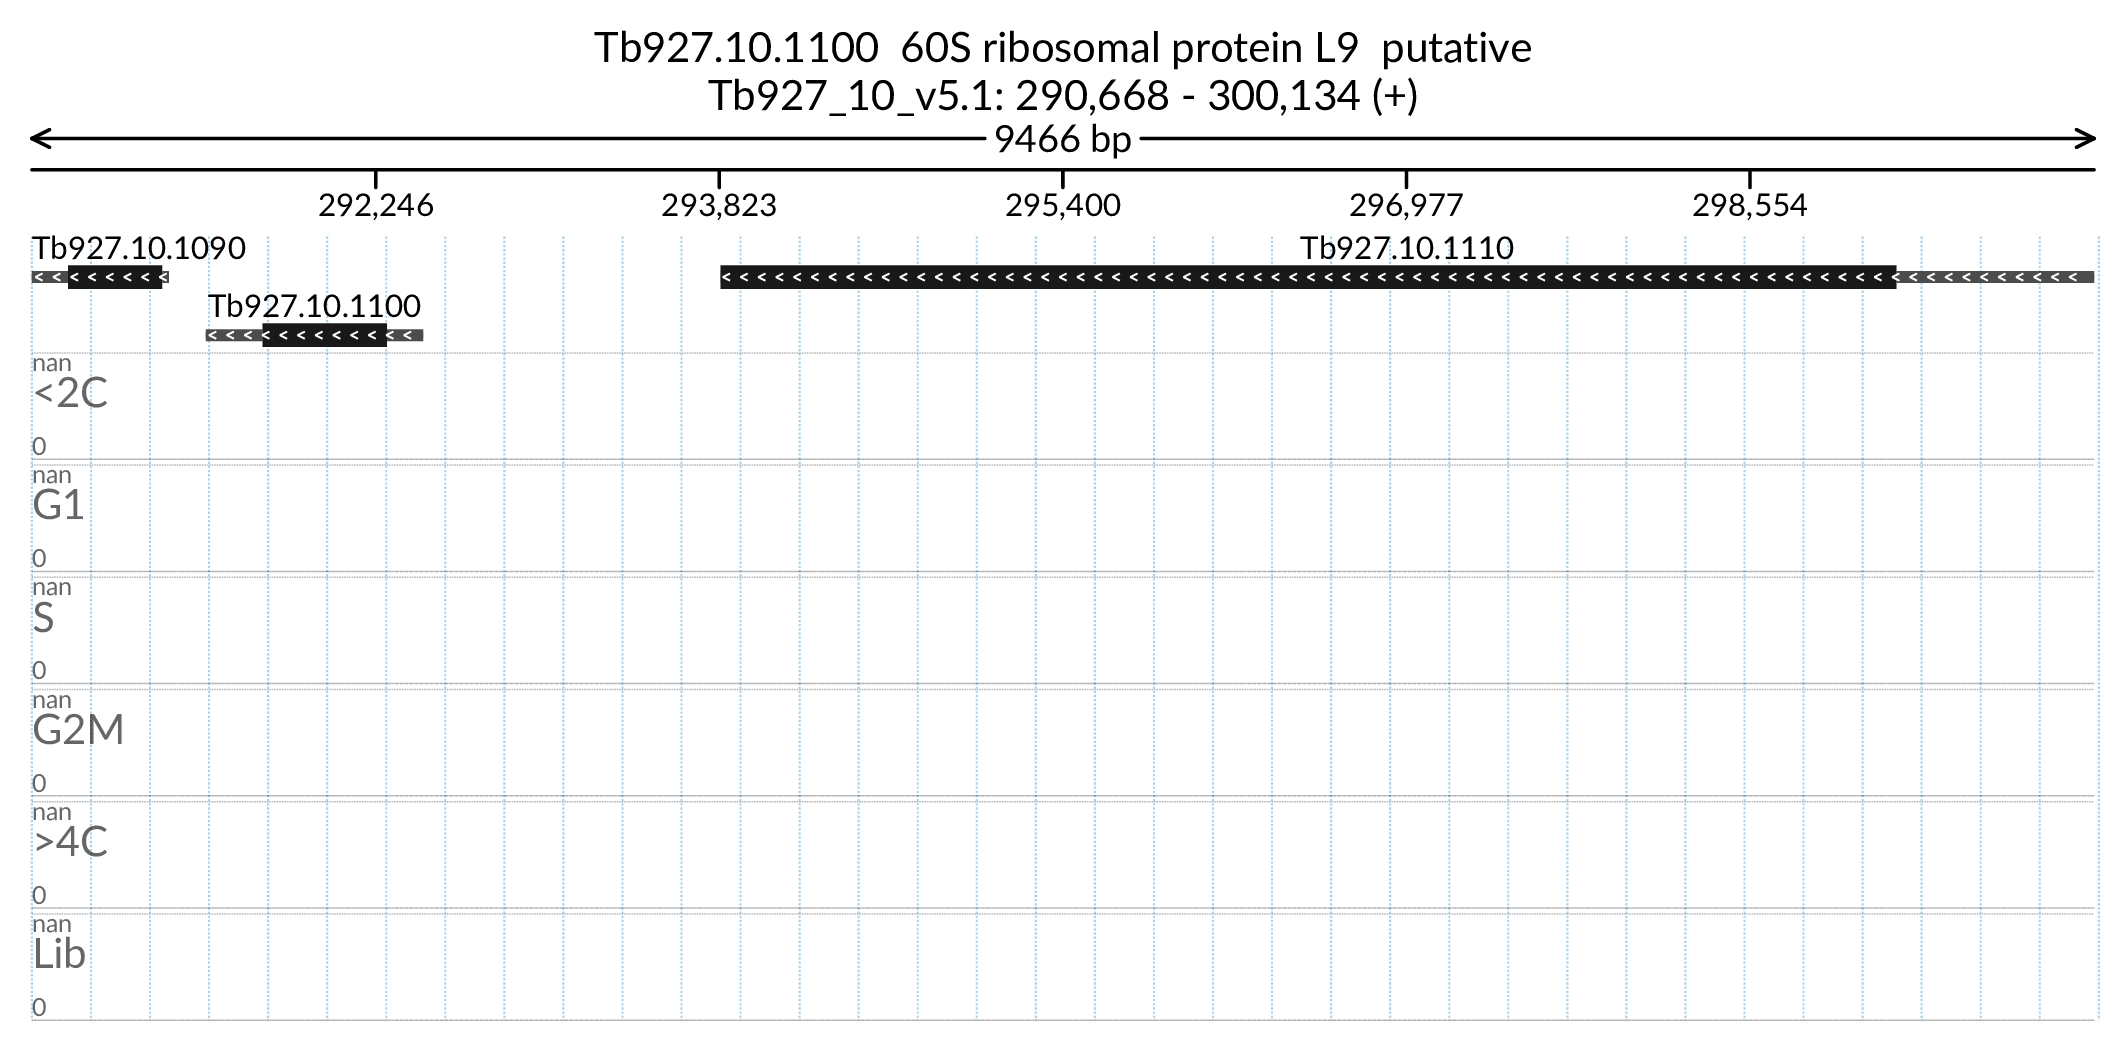 Tb927.10.1100  60S ribosomal protein L9  putative
Tb927_10_v5.1: 290,668 - 300,134 (+)
9466 bp
292,246 293,823 295,400 296,977 298,554
Tb927.10.1090 Tb927.10.1110
Tb927.10.1100
nan
<2C
0
nan
G1
0
nan
S
0
nan
G2M
0
nan
>4C
0
nan
Lib
0